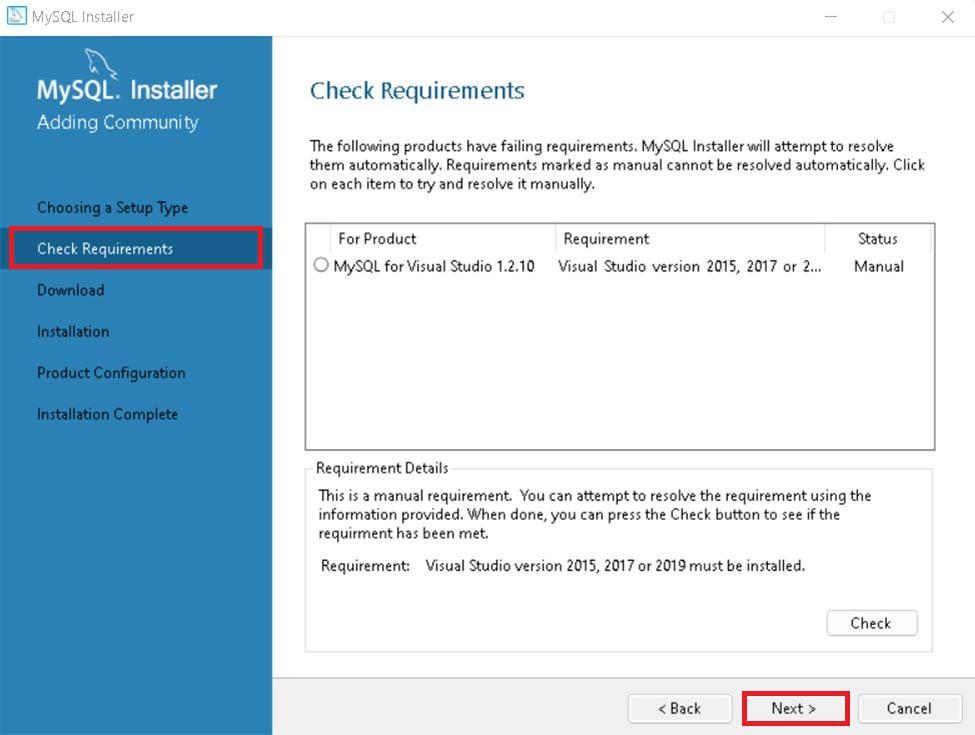 MySQL Installer
MySQL. Installer
Adding Community
Choosing a Setup Type
Check Requirements
Download
Installation
Product Configuration
Installation Complete
Check Requirements
The following products have failing requirements. MySQL Installer will attempt to resolve
them automatically. Requirements marked as manual cannot be resolved automatically. Click
on each item to try and resolve it manually.
For Product Requirement Status
MySQL for Visual Studio 1.2.10 Visual Studio version 2015, 2017 or 2... Manual
Requirement Details
This is a manual requirement. You can attempt to resolve the requirement using the
information provided. When done, you can press the Check button to see if the
requirment has been met.
Requirement: Visual Studio version 2015, 2017 or 2019 must be installed.
Check
< Back Next > Cancel